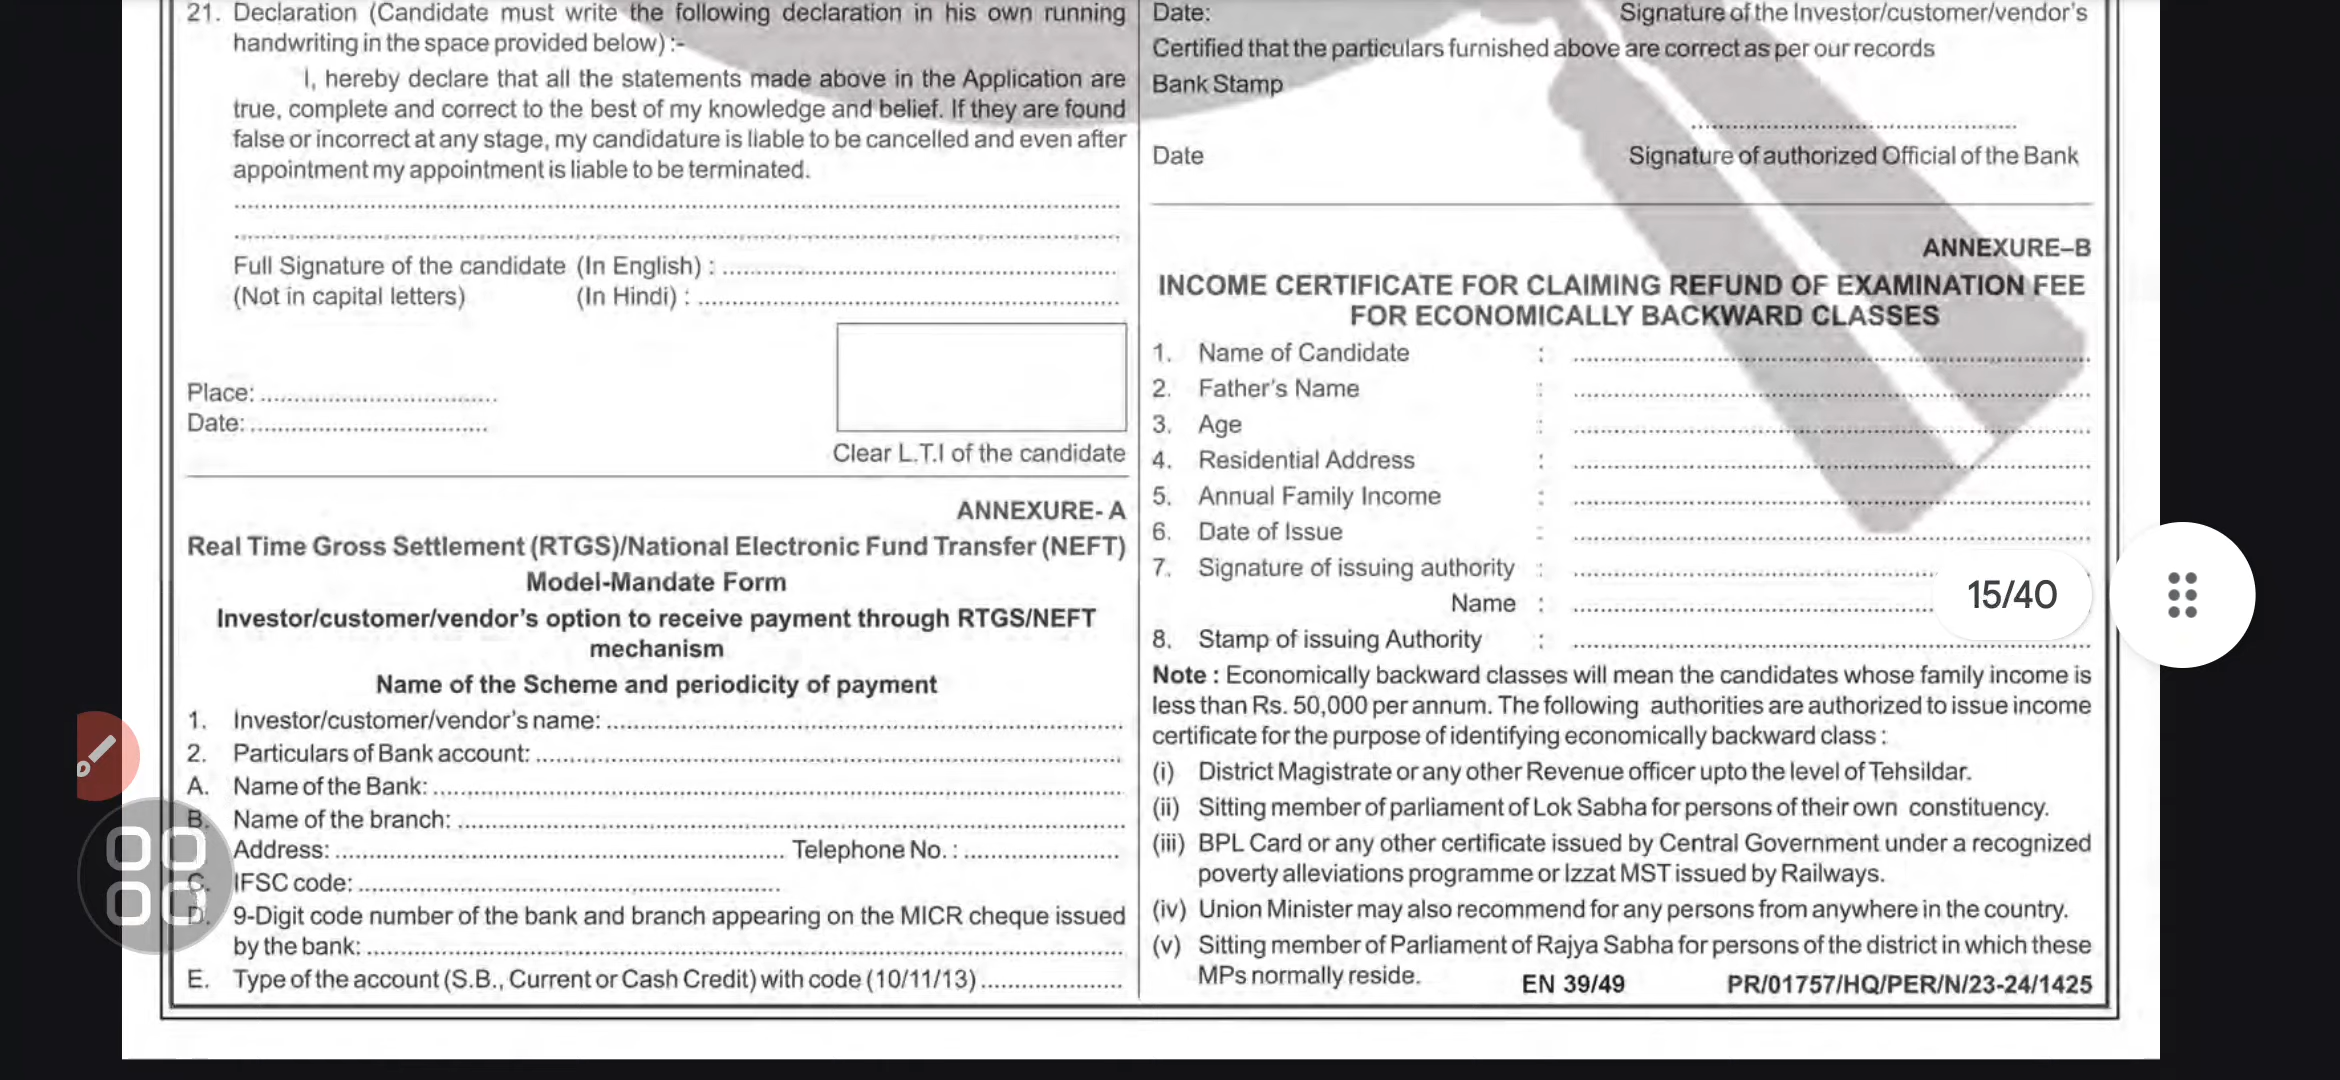 21. Declaration (Candidate must write the following declaration in his own running
handwriting in the space provided below) :-
I, hereby declare that all the statements made above in the Application are
true, complete and correct to the best of my knowledge and belief. If they are found
false or incorrect at any stage, my candidature is liable to be cancelled and even after
appointment my appointment is liable to be terminated.
Full Signature of the candidate (In English) :
(Not in capital letters) (In Hindi) :
Place:
Date:
Clear L.T.I of the candidate
ANNEXURE- A
Real Time Gross Settlement (RTGS)/National Electronic Fund Transfer (NEFT)
Model-Mandate Form
Investor/customer/vendor's option to receive payment through RTGS/NEFT
mechanism
Name of the Scheme and periodicity of payment
1. Investor/customer/vendor's name:
2. Particulars of Bank account:
A. Name of the Bank:
B. Name of the branch:
Address: Telephone No. :
C. IFSC code:
D. 9-Digit code number of the bank and branch appearing on the MICR cheque issued
by the bank:
E. Type of the account (S.B., Current or Cash Credit) with code (10/11/13)
Date: Signature of the Investor/customer/vendor's
Certified that the particulars furnished above are correct as per our records
Bank Stamp
Date Signature of authorized Official of the Bank
ANNEXURE–B
INCOME CERTIFICATE FOR CLAIMING REFUND OF EXAMINATION FEE
FOR ECONOMICALLY BACKWARD CLASSES
1. Name of Candidate :
2. Father's Name :
3. Age :
4. Residential Address :
5. Annual Family Income :
6. Date of Issue :
7. Signature of issuing authority :
Name :
8. Stamp of issuing Authority :
Note : Economically backward classes will mean the candidates whose family income is
less than Rs. 50,000 per annum. The following authorities are authorized to issue income
certificate for the purpose of identifying economically backward class :
(i) District Magistrate or any other Revenue officer upto the level of Tehsildar.
(ii) Sitting member of parliament of Lok Sabha for persons of their own constituency.
(iii) BPL Card or any other certificate issued by Central Government under a recognized
poverty alleviations programme or Izzat MST issued by Railways.
(iv) Union Minister may also recommend for any persons from anywhere in the country.
(v) Sitting member of Parliament of Rajya Sabha for persons of the district in which these
MPs normally reside. EN 39/49 PR/01757/HQ/PER/N/23-24/1425
15/40